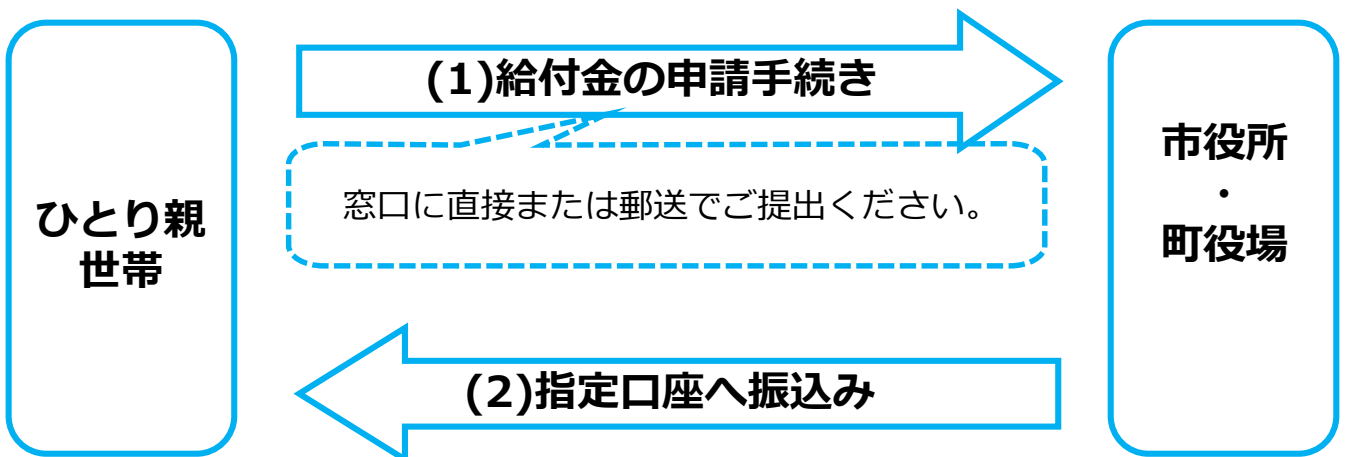 ひとり親
世帯
(1)給付金の申請手続き
窓口に直接または郵送でご提出ください。
(2)指定口座へ振込み
市役所
・
町役場